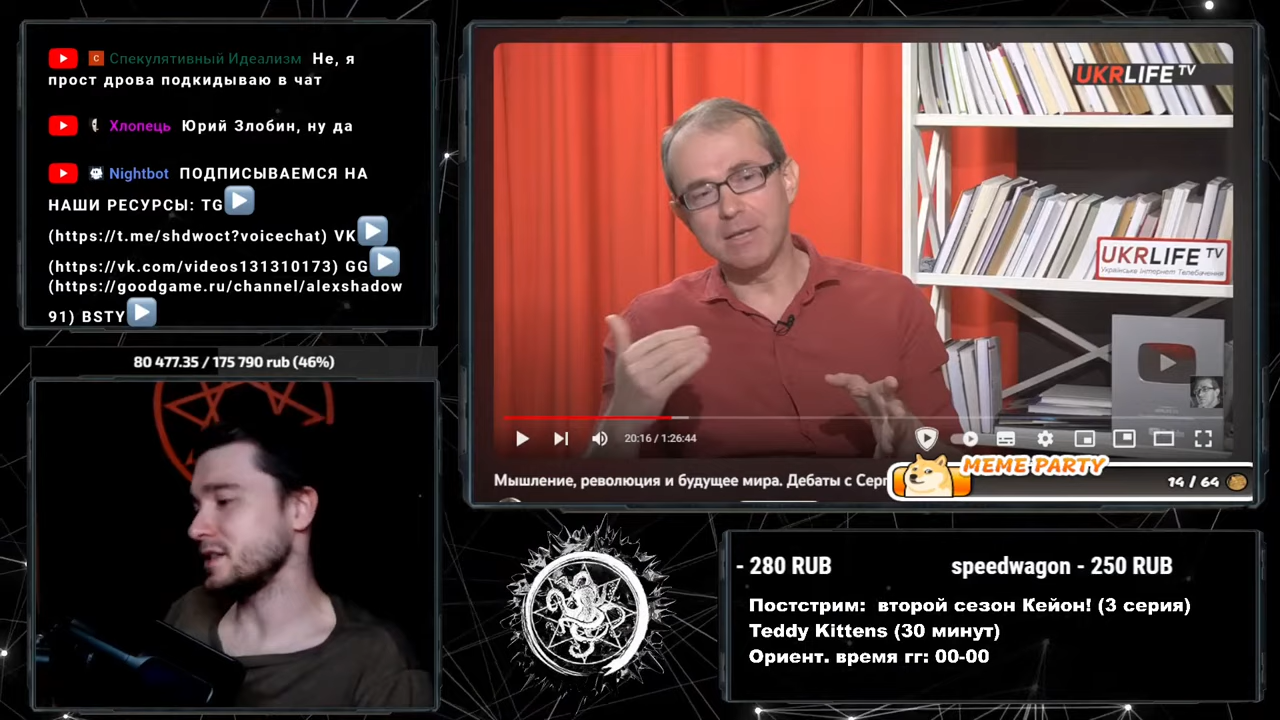 Спекулятивный Идеализм Не, я
прост дрова подкидываю в чат
Хлопець Юрий Злобин, ну да
Nightbot ПОДПИСЫВАЕМСЯ НА
НАШИ РЕСУРСЫ: TG
(https://t.me/shdwoct?voicechat) VK
(https://vk.com/videos131310173) GG
(https://goodgame.ru/channel/alexshadow
91) BSTY
80 477.35 / 175 790 rub (46%)
UKRLIFE TV
UKRLIFE TV
Українське Інтернет Телебачення
20:16 / 1:26:44
Мышление, революция и будущее мира. Дебаты с Серг
MEME PARTY
14 / 64
- 280 RUB speedwagon - 250 RUB
Постстрим: второй сезон Кейон! (3 серия)
Teddy Kittens (30 минут)
Ориент. время гг: 00-00